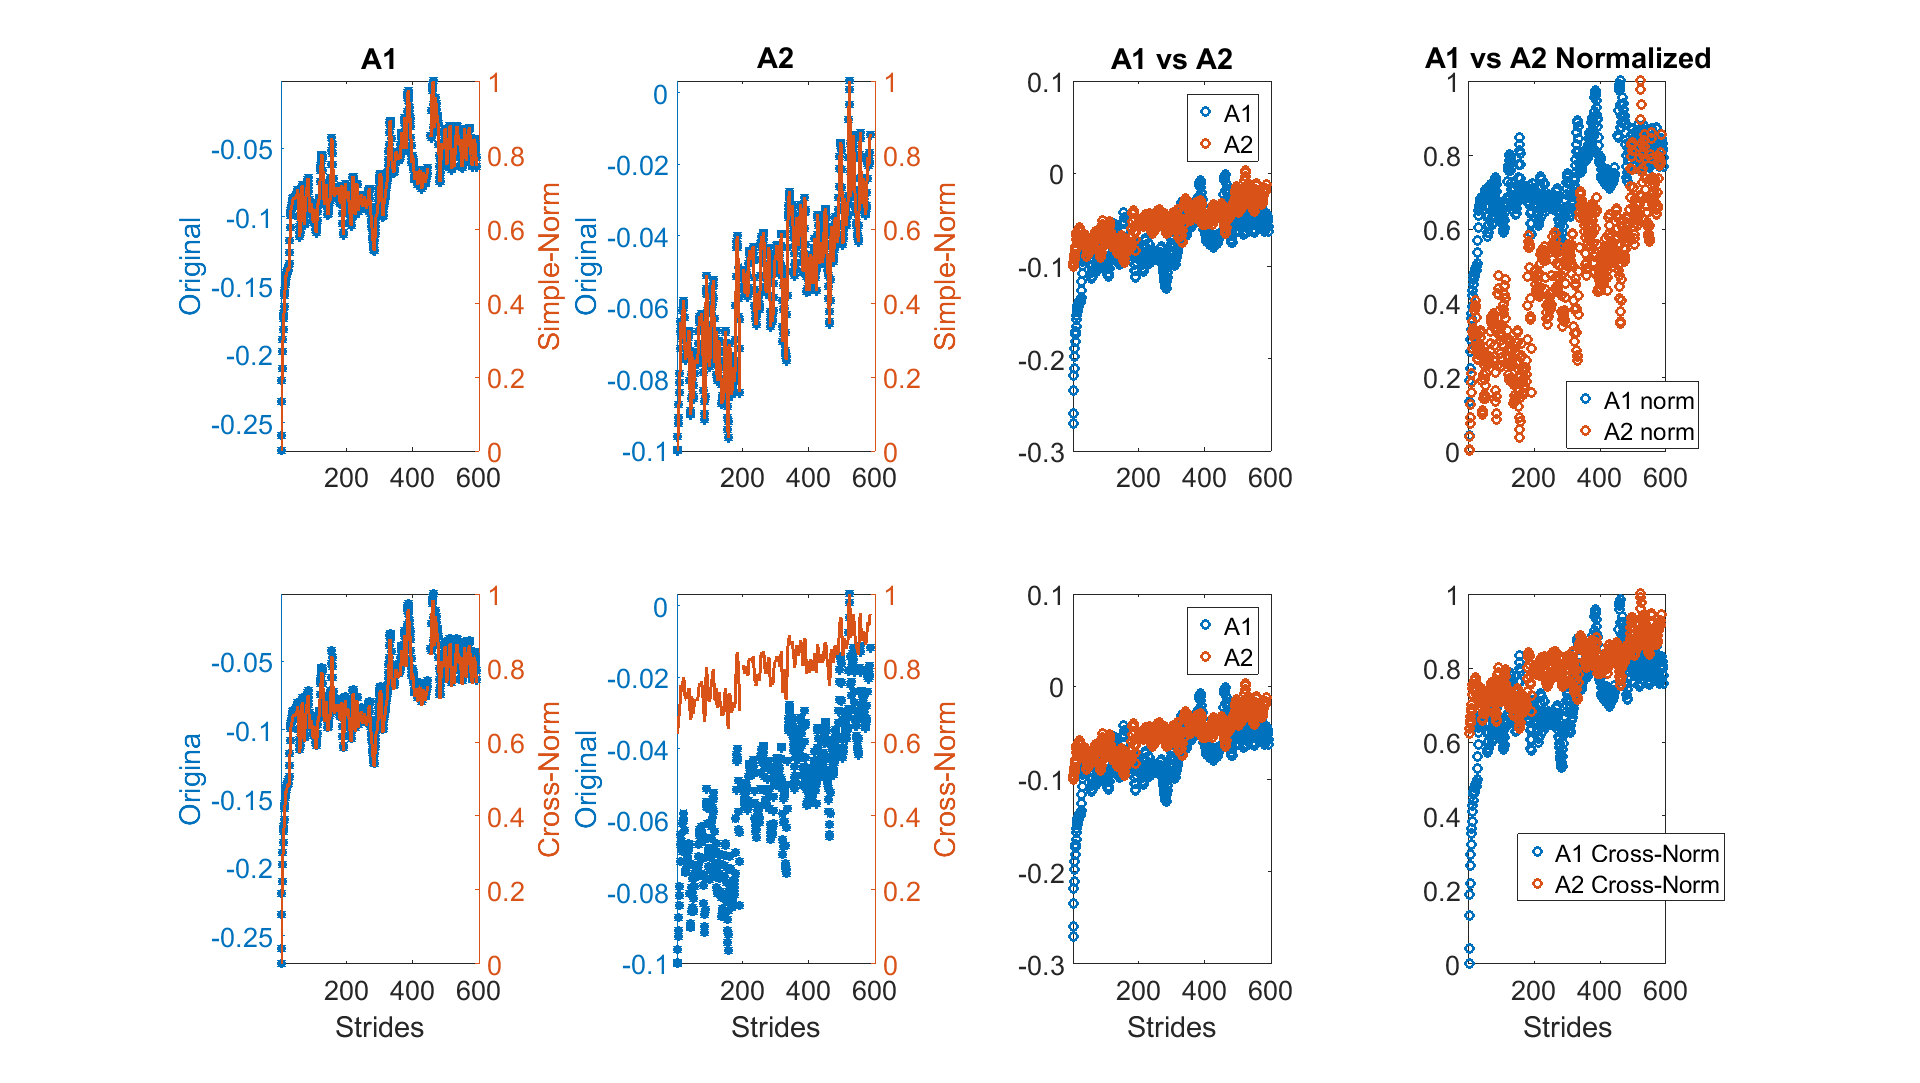 A1
A2
A1 vs A2
A1 vs A2 Normalized
Original
-0.05
-0.1
-0.15
-0.2
-0.25
1
0.8
0.6
0.4
0.2
0
Simple-Norm
200 400 600
Original
0
-0.02
-0.04
-0.06
-0.08
-0.1
1
0.8
0.6
0.4
0.2
0
Simple-Norm
200 400 600
0.1
0
-0.1
-0.2
-0.3
A1
A2
200 400 600
1
0.8
0.6
0.4
0.2
0
A1 norm
A2 norm
200 400 600
Origina
-0.05
-0.1
-0.15
-0.2
-0.25
1
0.8
0.6
0.4
0.2
0
Cross-Norm
200 400 600
Strides
Original
0
-0.02
-0.04
-0.06
-0.08
-0.1
1
0.8
0.6
0.4
0.2
0
Cross-Norm
200 400 600
Strides
0.1
0
-0.1
-0.2
-0.3
A1
A2
200 400 600
Strides
1
0.8
0.6
0.4
0.2
0
A1 Cross-Norm
A2 Cross-Norm
200 400 600
Strides